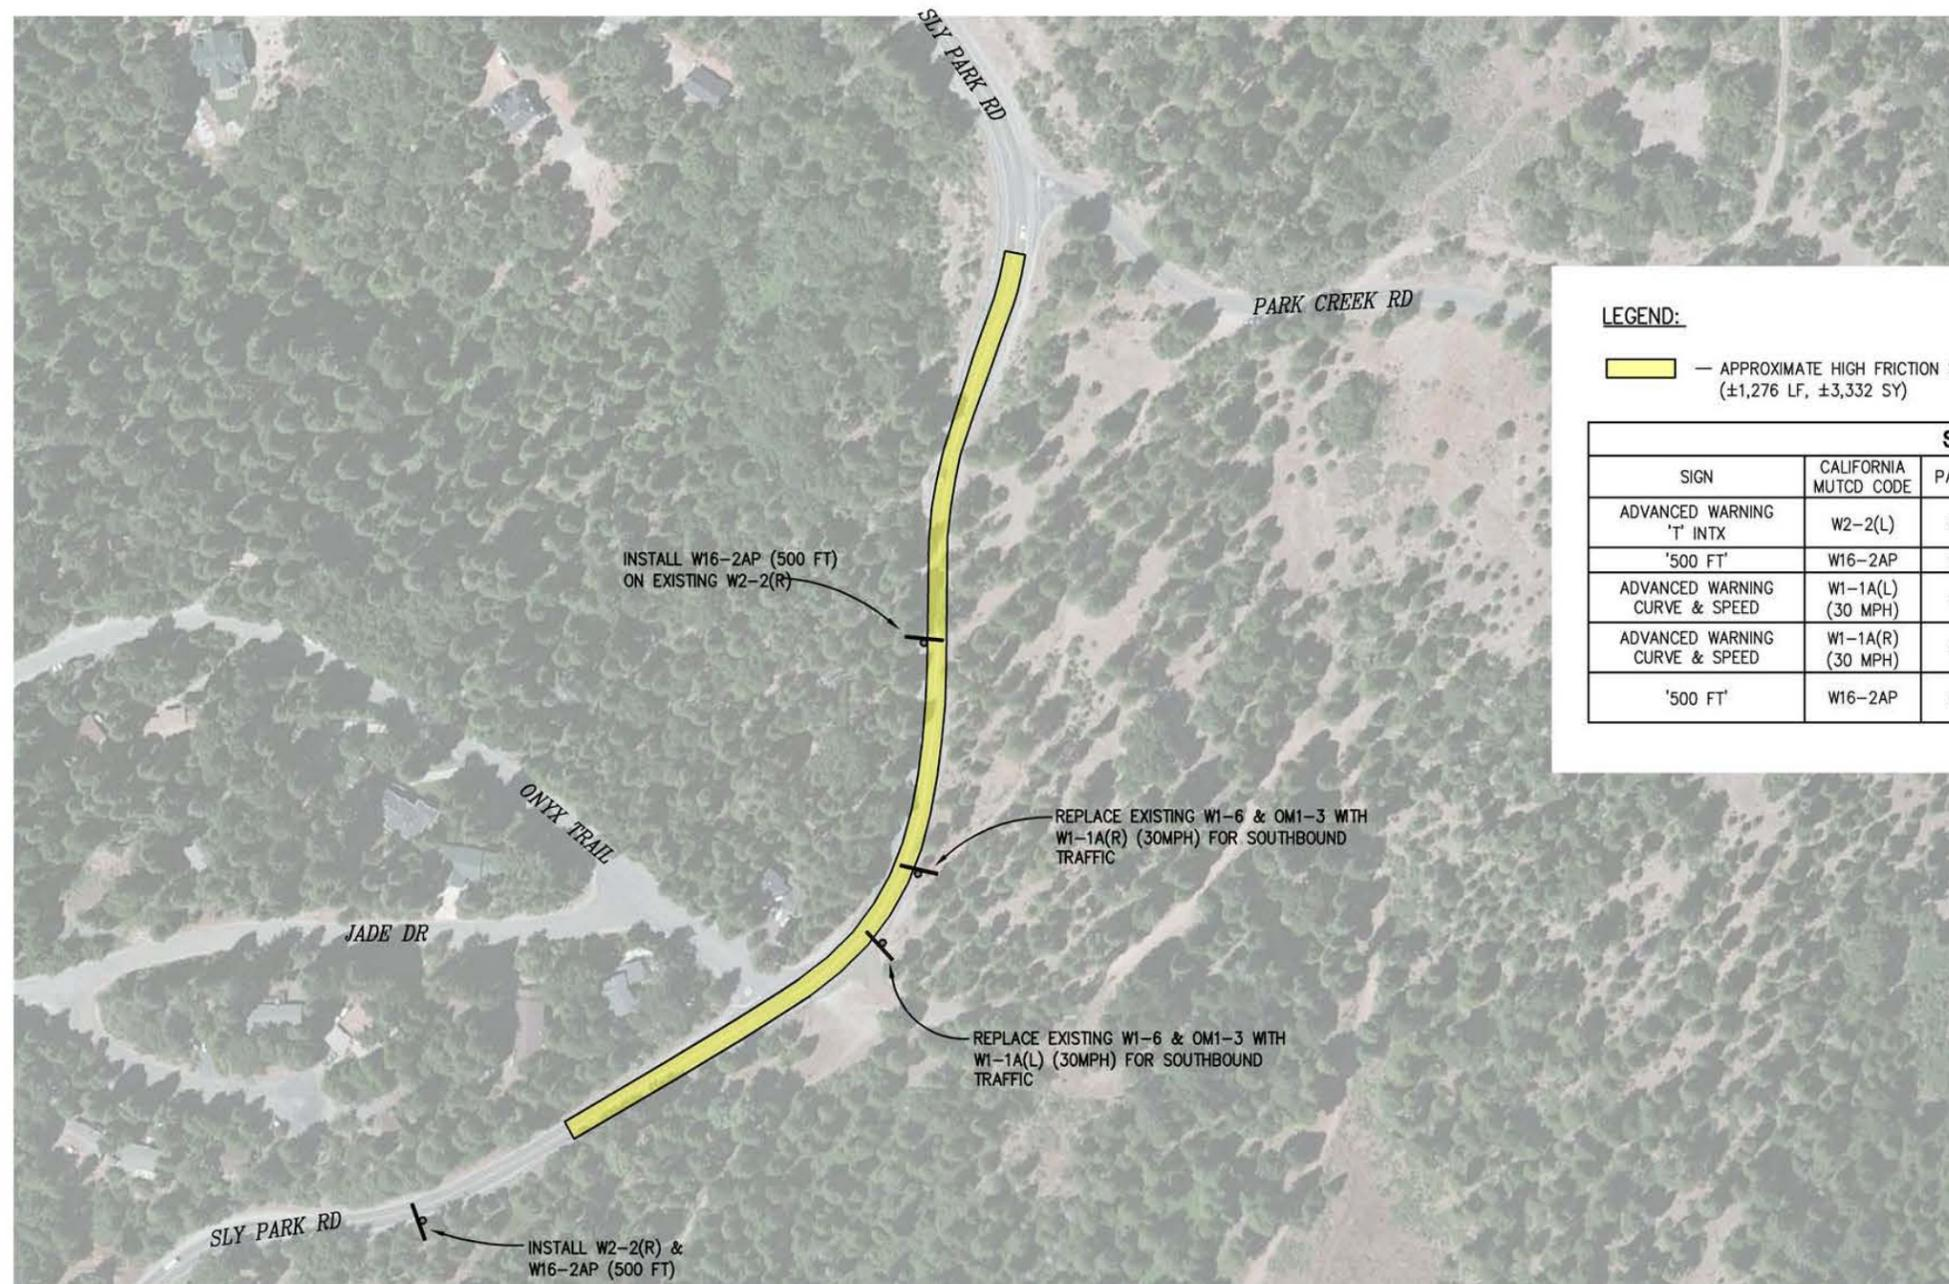 SLY PARK RD
PARK CREEK RD
INSTALL W16-2AP (500 FT)
ON EXISTING W2-2(R)
ONYX TRAIL
JADE DR
REPLACE EXISTING W1-6 & OM1-3 WITH
W1-1A(R) (30MPH) FOR SOUTHBOUND
TRAFFIC
REPLACE EXISTING W1-6 & OM1-3 WITH
W1-1A(L) (30MPH) FOR SOUTHBOUND
TRAFFIC
SLY PARK RD
INSTALL W2-2(R) &
W16-2AP (500 FT)
LEGEND:
— APPROXIMATE HIGH FRICTION
(±1,276 LF, ±3,332 SY)
S
SIGN
CALIFORNIA
MUTCD CODE
PA
ADVANCED WARNING
'T' INTX
W2-2(L)
'500 FT'
W16-2AP
ADVANCED WARNING
CURVE & SPEED
W1-1A(L)
(30 MPH)
ADVANCED WARNING
CURVE & SPEED
W1-1A(R)
(30 MPH)
'500 FT'
W16-2AP